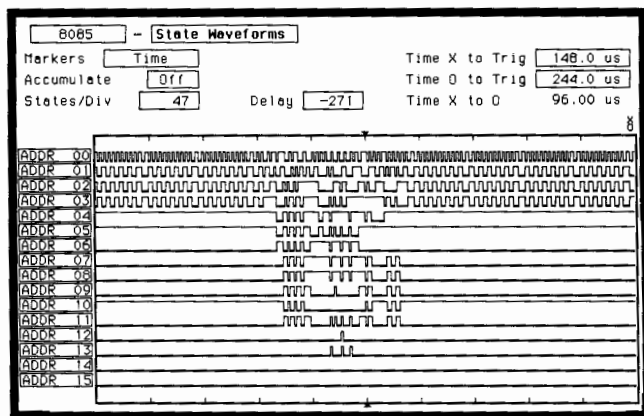 8085 - State Waveforms
Markers Time Time X to Trig 148.0 us
Accumulate Off Time O to Trig 244.0 us
States/Div 47 Delay -271 Time X to O 96.00 us
X
O
ADDR 00
ADDR 01
ADDR 02
ADDR 03
ADDR 04
ADDR 05
ADDR 06
ADDR 07
ADDR 08
ADDR 09
ADDR 10
ADDR 11
ADDR 12
ADDR 13
ADDR 14
ADDR 15